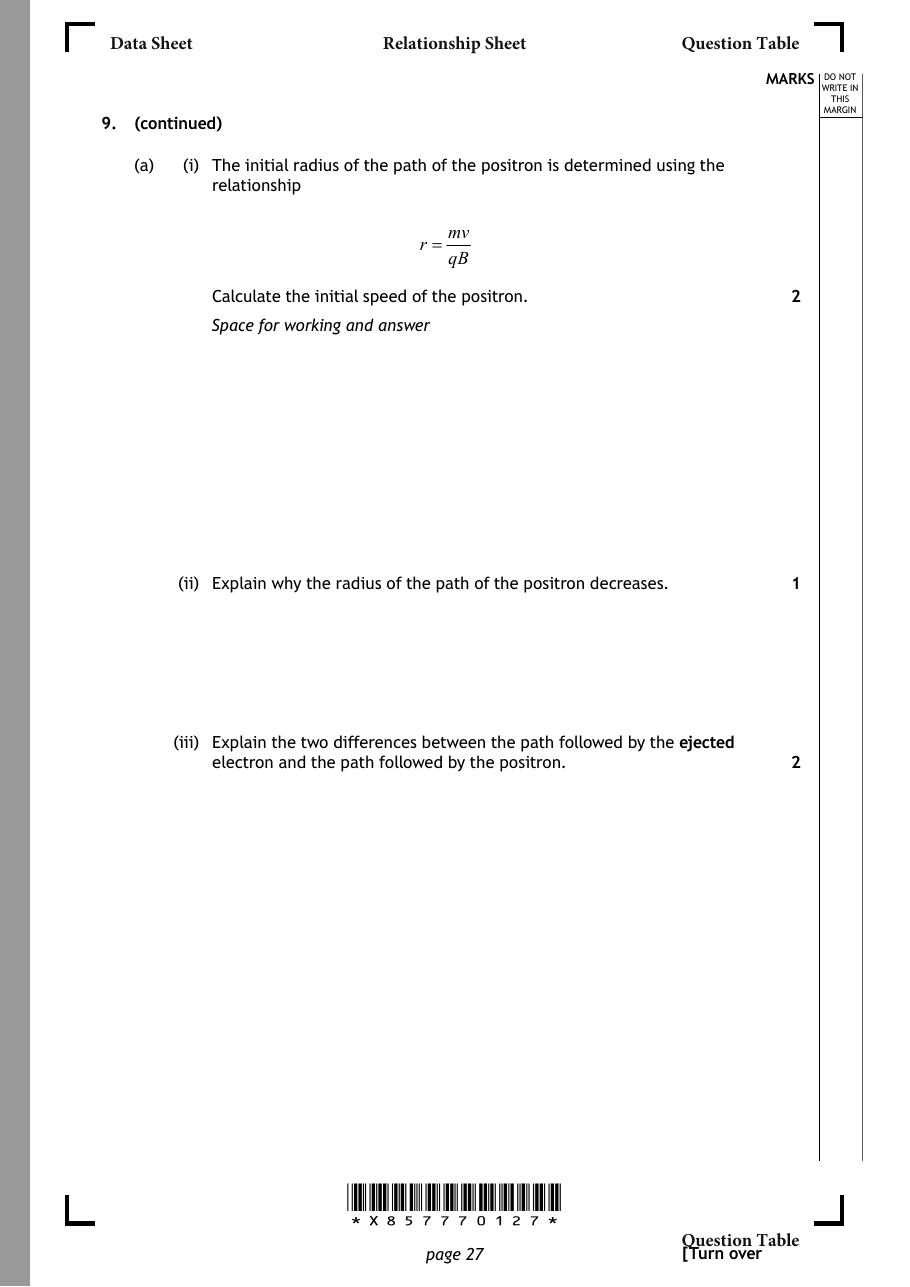 Data Sheet Relationship Sheet Question Table
MARKS
DO NOT
WRITE IN
THIS
MARGIN
9. (continued)
(a) (i) The initial radius of the path of the positron is determined using the
relationship
r = mv / qB
Calculate the initial speed of the positron. 2
Space for working and answer
(ii) Explain why the radius of the path of the positron decreases. 1
(iii) Explain the two differences between the path followed by the ejected
electron and the path followed by the positron. 2
* X 8 5 7 7 7 0 1 2 7 *
Question Table
page 27 [Turn over